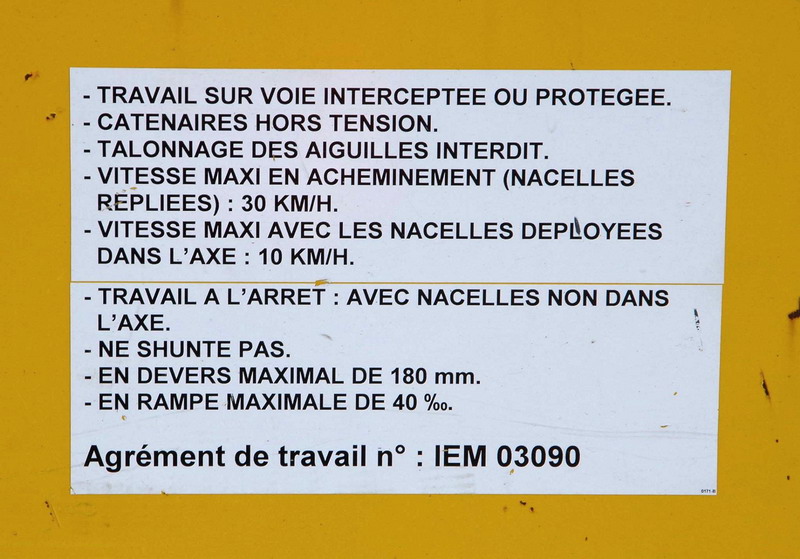 - TRAVAIL SUR VOIE INTERCEPTEE OU PROTEGEE.
- CATENAIRES HORS TENSION.
- TALONNAGE DES AIGUILLES INTERDIT.
- VITESSE MAXI EN ACHEMINEMENT (NACELLES
REPLIEES) : 30 KM/H.
- VITESSE MAXI AVEC LES NACELLES DEPLOYEES
DANS L'AXE : 10 KM/H.
- TRAVAIL A L'ARRET : AVEC NACELLES NON DANS
L'AXE.
- NE SHUNTE PAS.
- EN DEVERS MAXIMAL DE 180 mm.
- EN RAMPE MAXIMALE DE 40 ‰.
Agrément de travail n° : IEM 03090